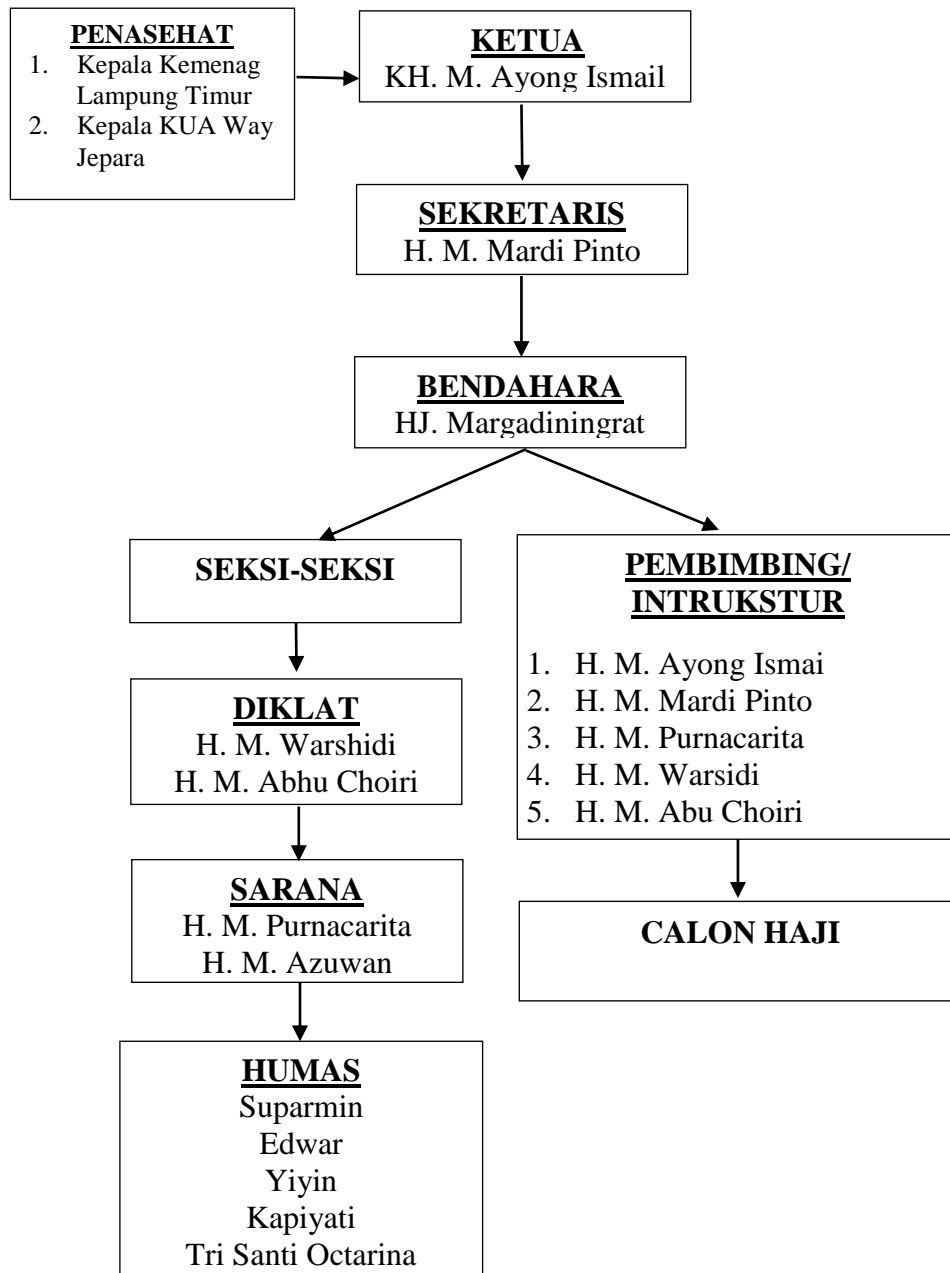 PENASEHAT
1. Kepala Kemenag
Lampung Timur
2. Kepala KUA Way
Jepara
KETUA
KH. M. Ayong Ismail
SEKRETARIS
H. M. Mardi Pinto
BENDAHARA
HJ. Margadiningrat
SEKSI-SEKSI
DIKLAT
H. M. Warshidi
H. M. Abhu Choiri
SARANA
H. M. Purnacarita
H. M. Azuwan
HUMAS
Suparmin
Edwar
Yiyin
Kapiyati
Tri Santi Octarina
PEMBIMBING/
INTRUKSTUR
1. H. M. Ayong Ismai
2. H. M. Mardi Pinto
3. H. M. Purnacarita
4. H. M. Warsidi
5. H. M. Abu Choiri
CALON HAJI